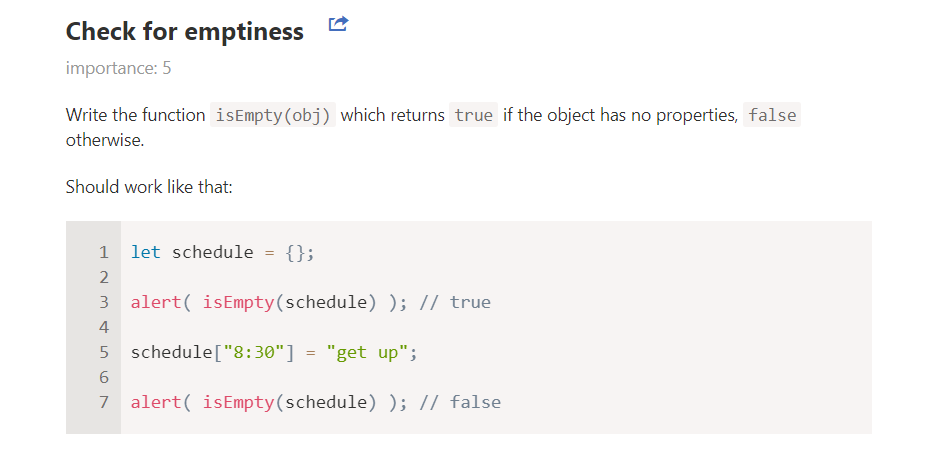 Check for emptiness
importance: 5
Write the function isEmpty(obj) which returns true if the object has no properties, false
otherwise.
Should work like that:
1 let schedule = {};
2
3 alert( isEmpty(schedule) ); // true
4
5 schedule["8:30"] = "get up";
6
7 alert( isEmpty(schedule) ); // false